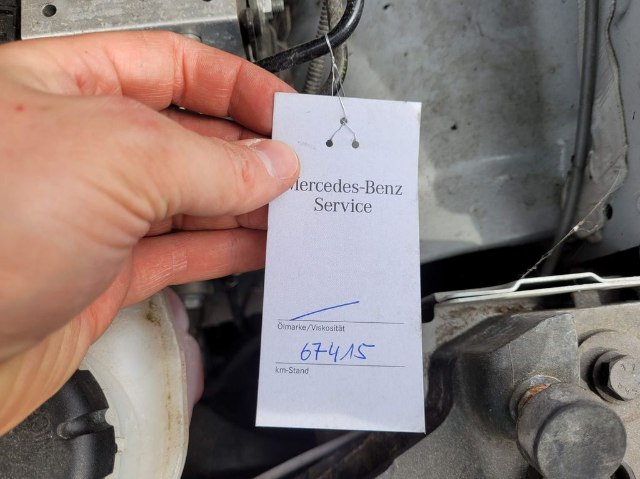 Mercedes-Benz
Service
Ölmarke/Viskosität
67415
km-Stand